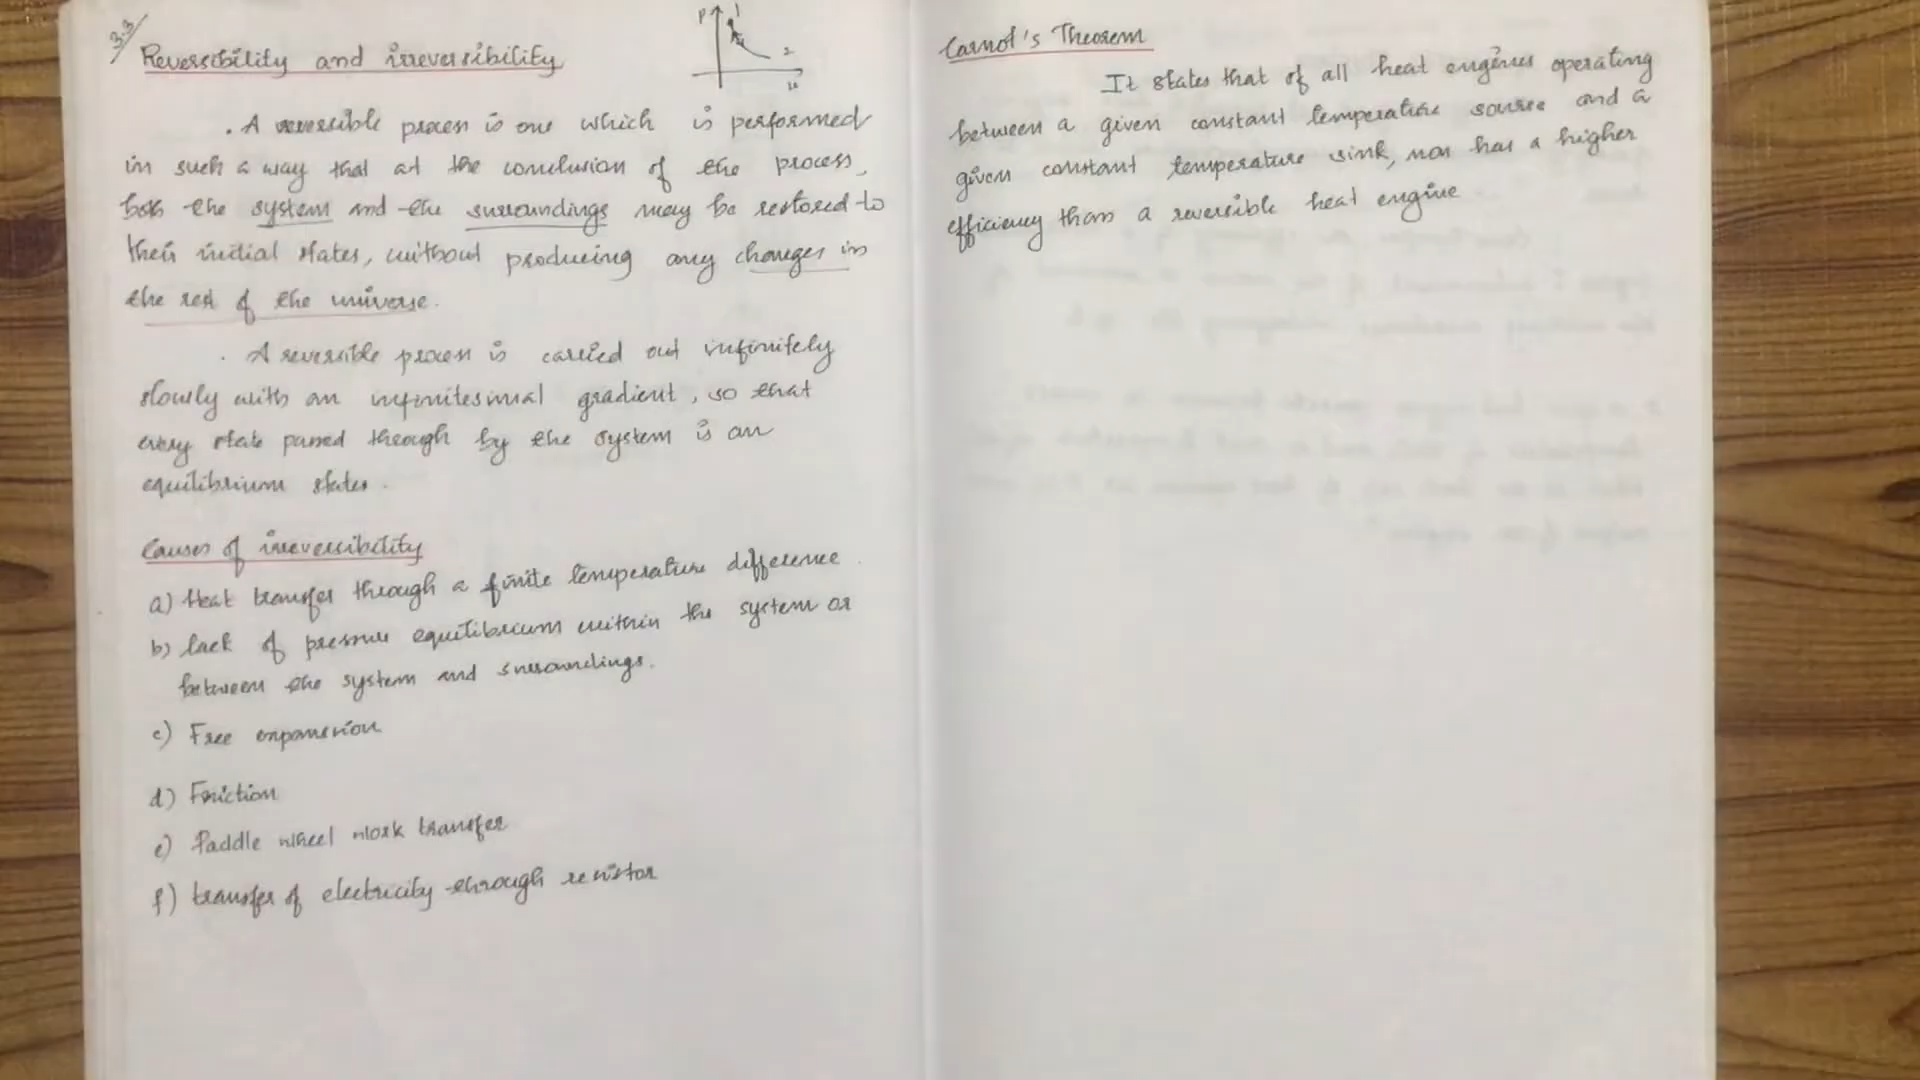 3.3
Reversibility and irreversibility
P
1
2
. A reversible process is one which is performed
in such a way that at the conclusion of the process,
both the system and the surroundings may be restored to
their initial states, without producing any changes in
the rest of the universe.
. A reversible process is carried out infinitely
slowly with an infinitesimal gradient, so that
every state passed through by the system is an
equilibrium states.
Causes of irreversibility
a) Heat transfer through a finite temperature difference.
b) lack of pressure equilibrium within the system or
between the system and surroundings.
c) Free expansion
d) Friction
e) Paddle wheel work transfer
f) transfer of electricity through resistor
Carnot's Theorem
It states that of all heat engines operating
between a given constant temperature source and a
given constant temperature sink, non has a higher
efficiency than a reversible heat engine.